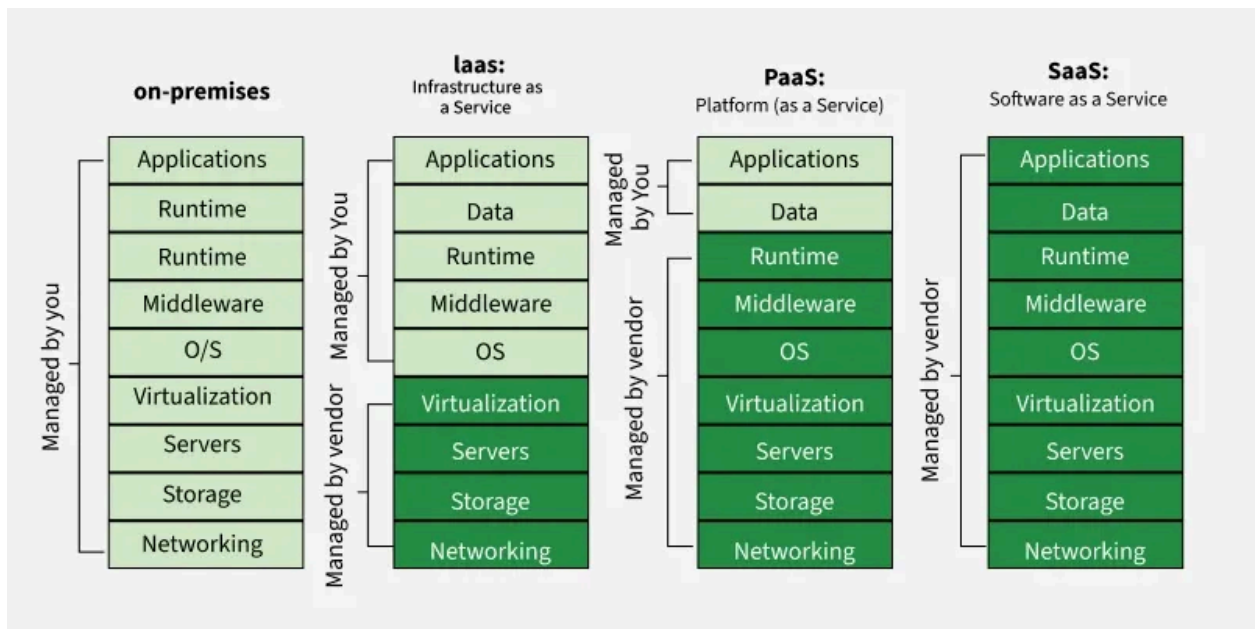 on-premises
Managed by you
Applications
Runtime
Runtime
Middleware
O/S
Virtualization
Servers
Storage
Networking
Iaas:
Infrastructure as
a Service
Managed by You
Managed by vendor
Applications
Data
Runtime
Middleware
OS
Virtualization
Servers
Storage
Networking
PaaS:
Platform (as a Service)
Managed
by You
Managed by vendor
Applications
Data
Runtime
Middleware
OS
Virtualization
Servers
Storage
Networking
SaaS:
Software as a Service
Managed by vendor
Applications
Data
Runtime
Middleware
OS
Virtualization
Servers
Storage
Networking